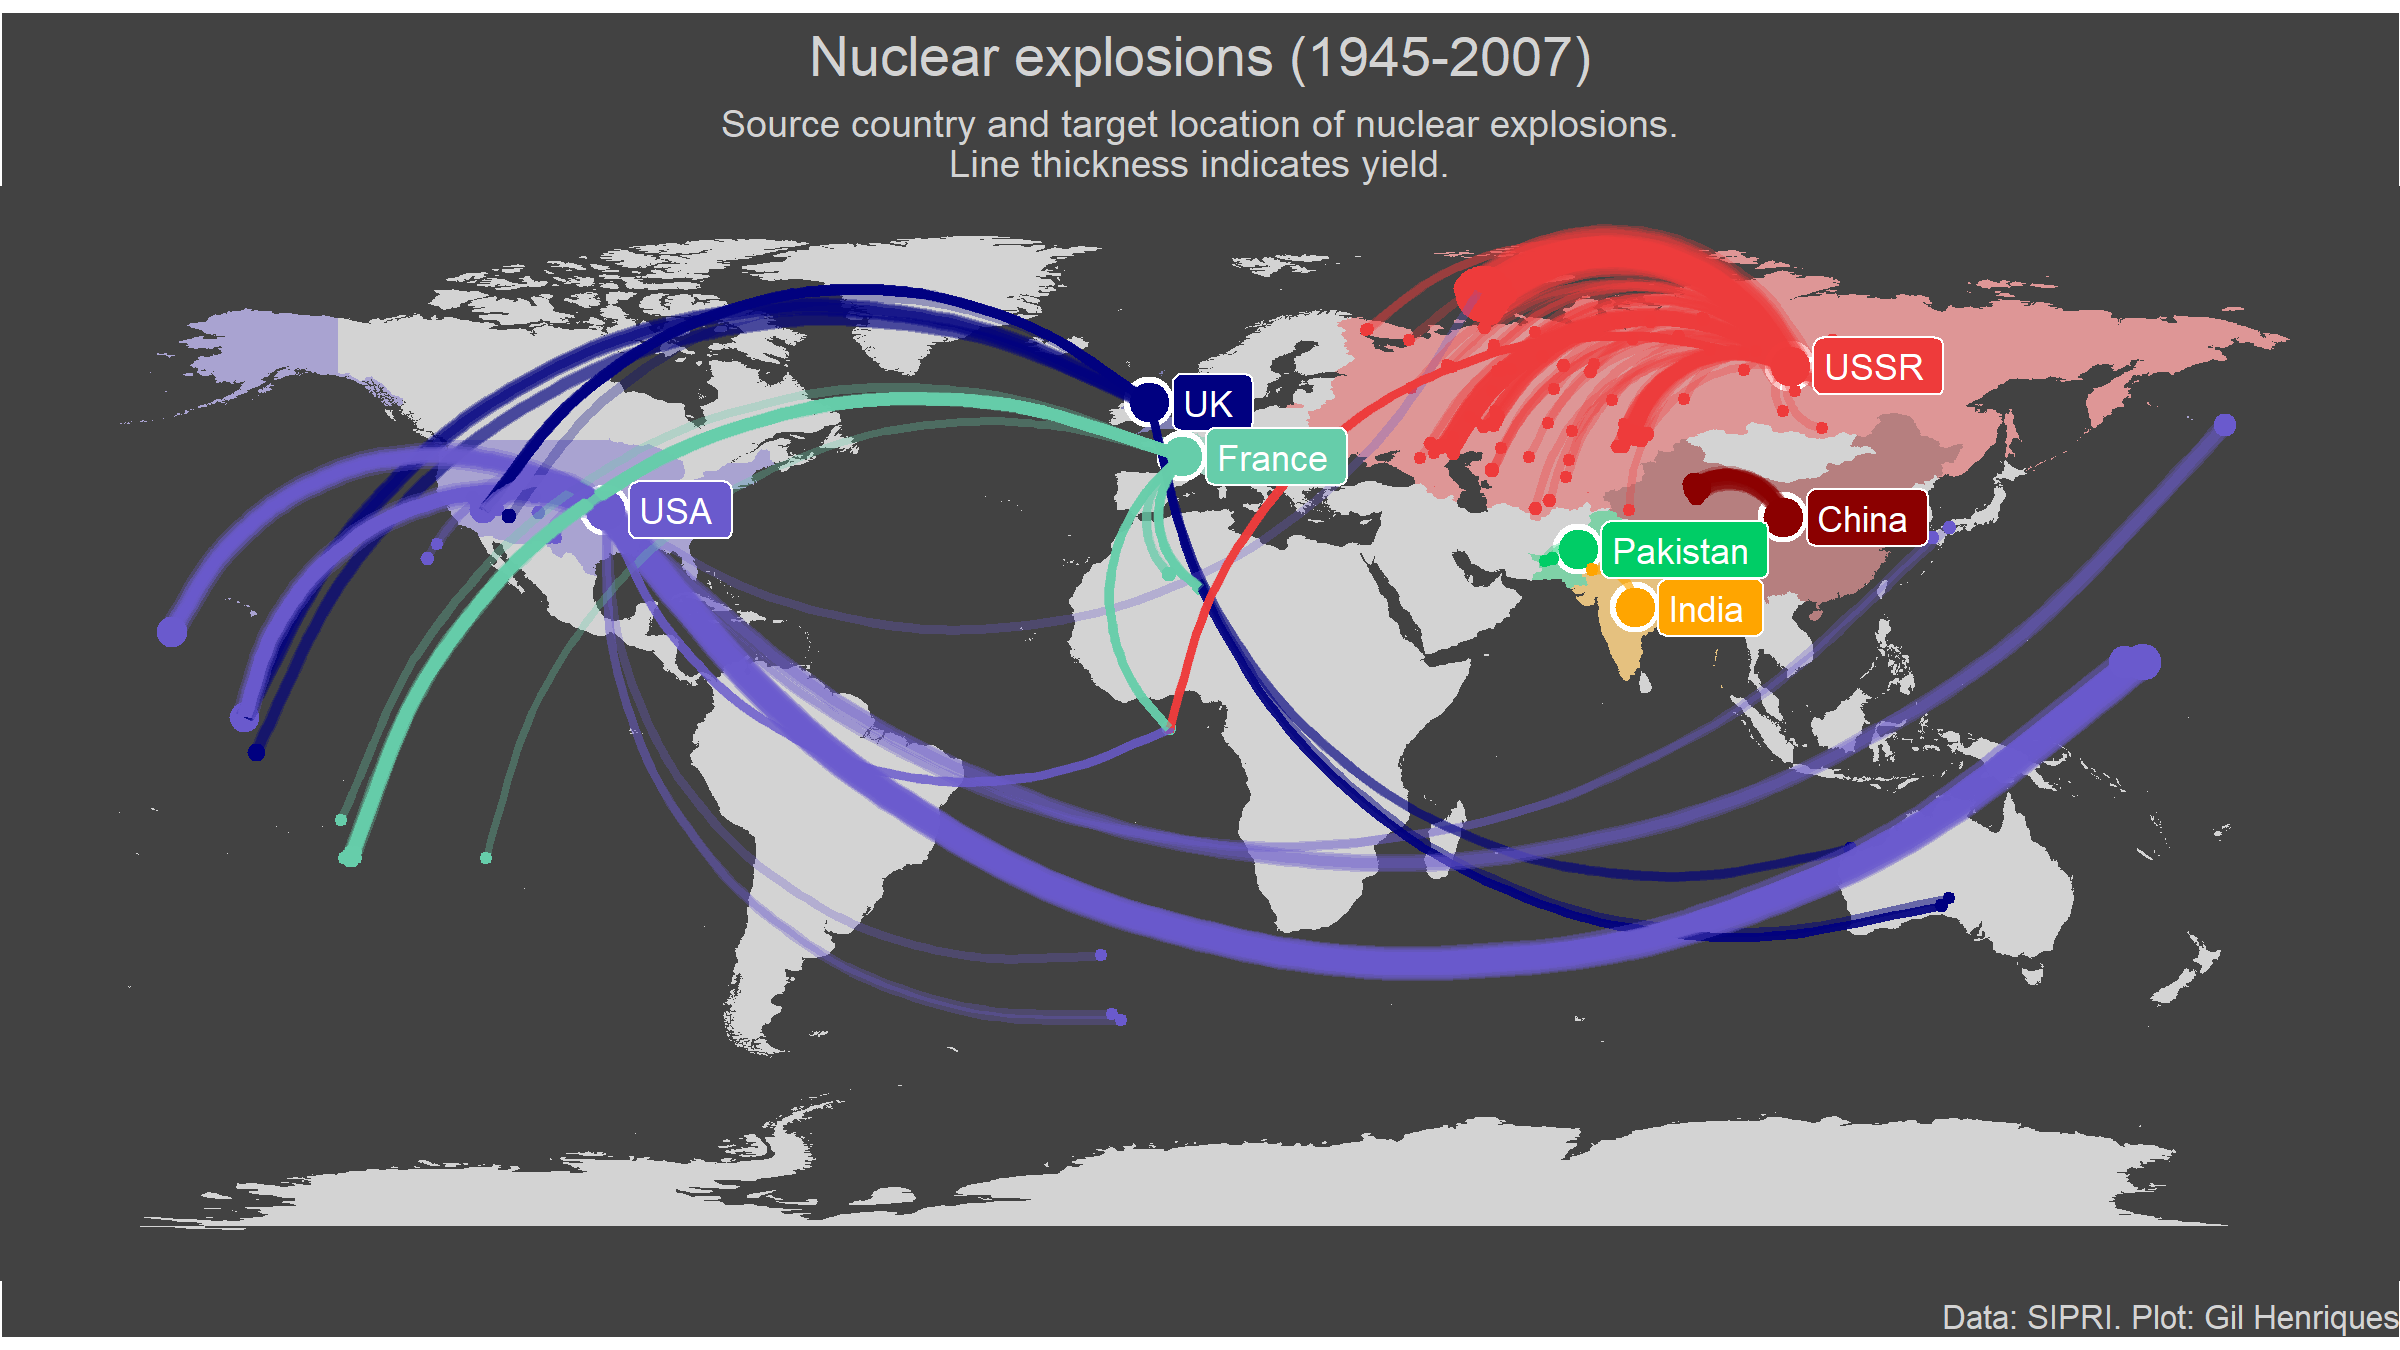 Nuclear explosions (1945-2007)
Source country and target location of nuclear explosions.
Line thickness indicates yield.
USSR
UK
France
USA
China
Pakistan
India
Data: SIPRI. Plot: Gil Henriques